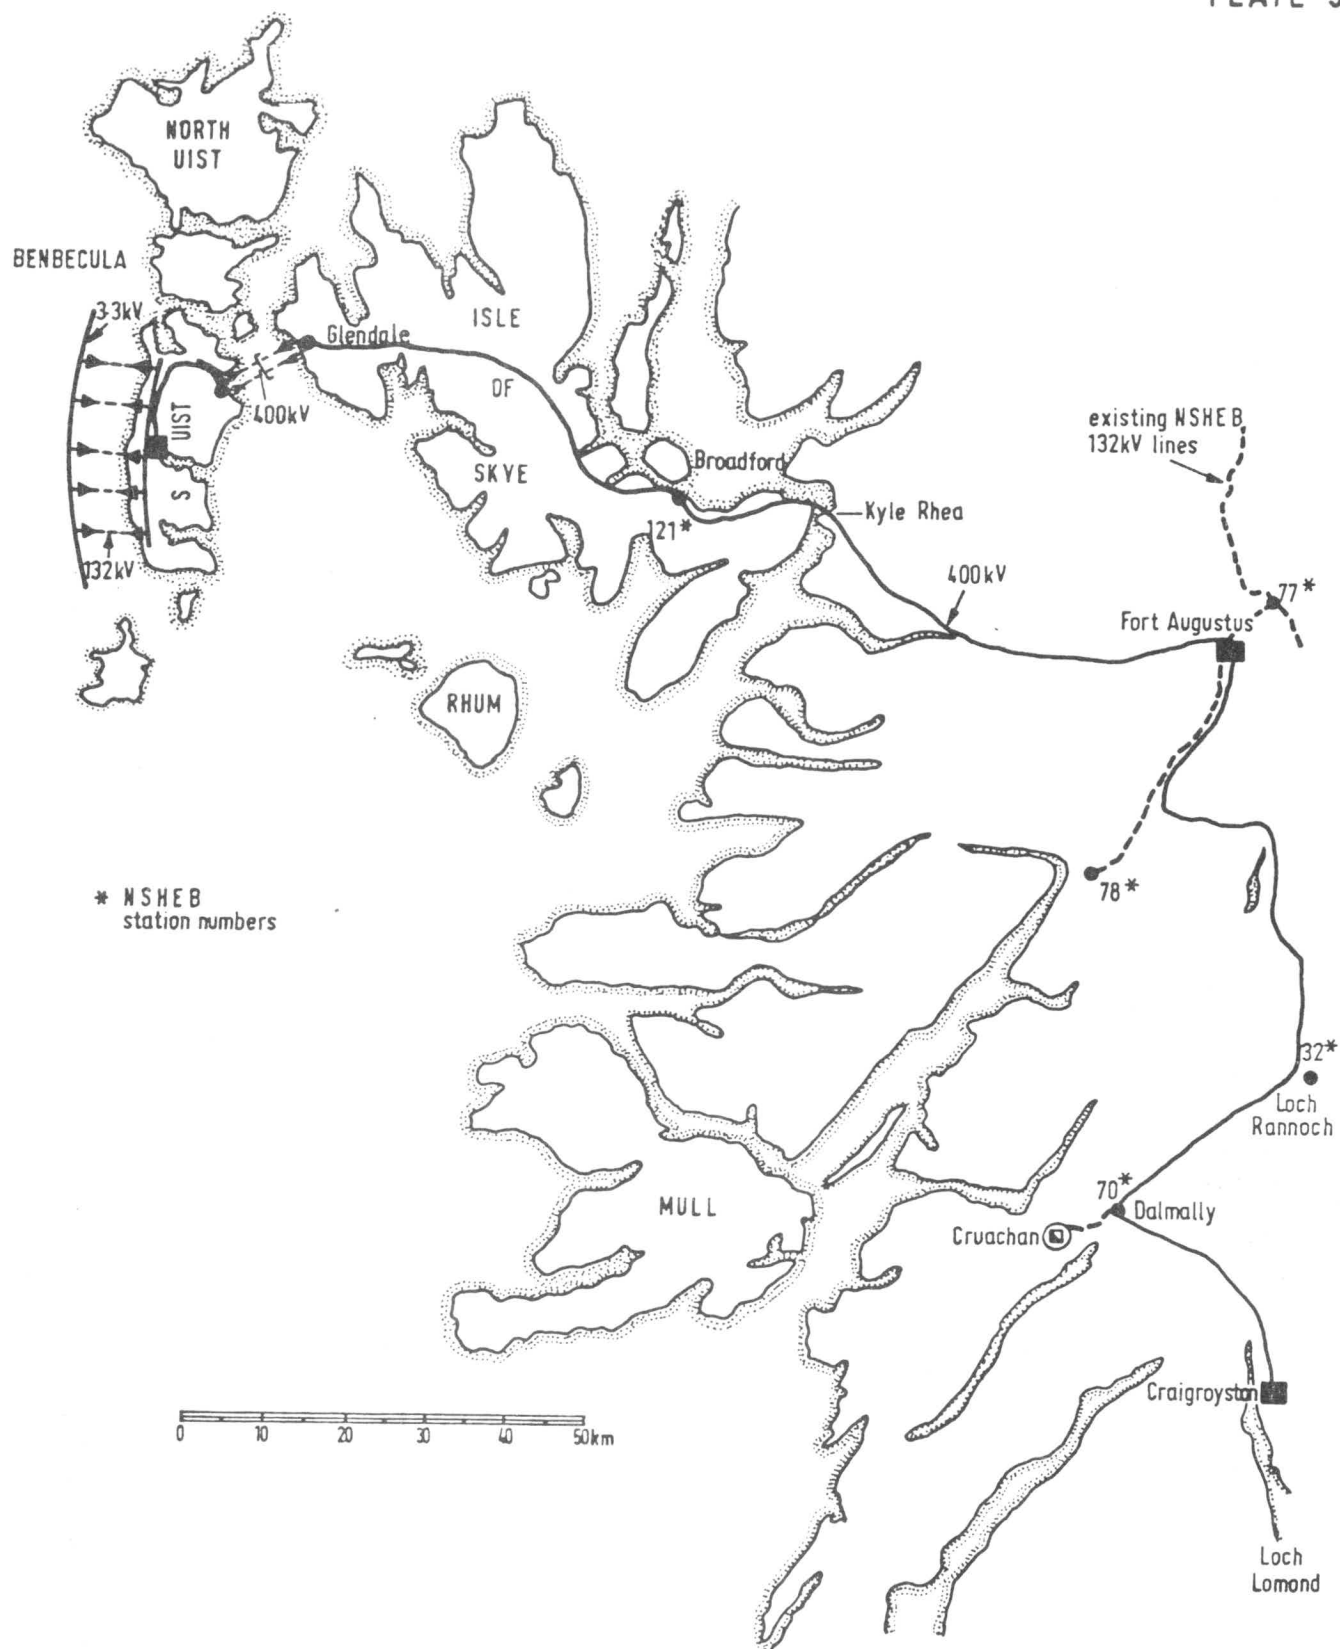 PLATE
NORTH
UIST
BENBECULA
33kV
ISLE
Glendale
OF
400kV
UIST
existing NSHEB
132kV lines
SKYE
Broadford
S
Kyle Rhea
121*
132kV
400kV
77*
Fort Augustus
RHUM
78*
* NSHEB
station numbers
32*
Loch
Rannoch
70*
MULL
Dalmally
Cruachan
Craigroyston
0 10 20 30 40 50km
Loch
Lomond